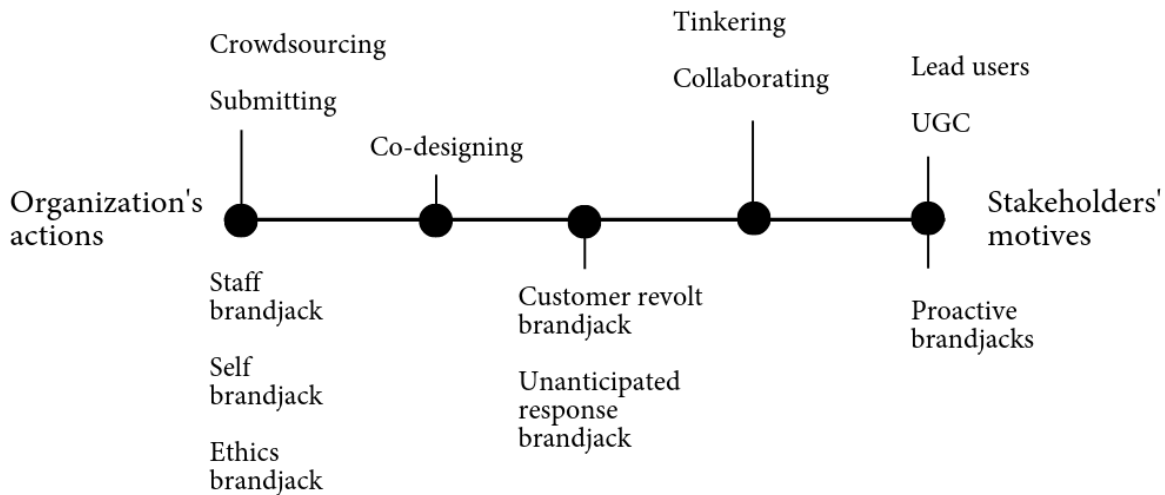 Crowdsourcing
Submitting
Co-designing
Tinkering
Collaborating
Lead users
UGC
Organization's
actions
Stakeholders'
motives
Staff
brandjack
Self
brandjack
Ethics
brandjack
Customer revolt
brandjack
Unanticipated
response
brandjack
Proactive
brandjacks